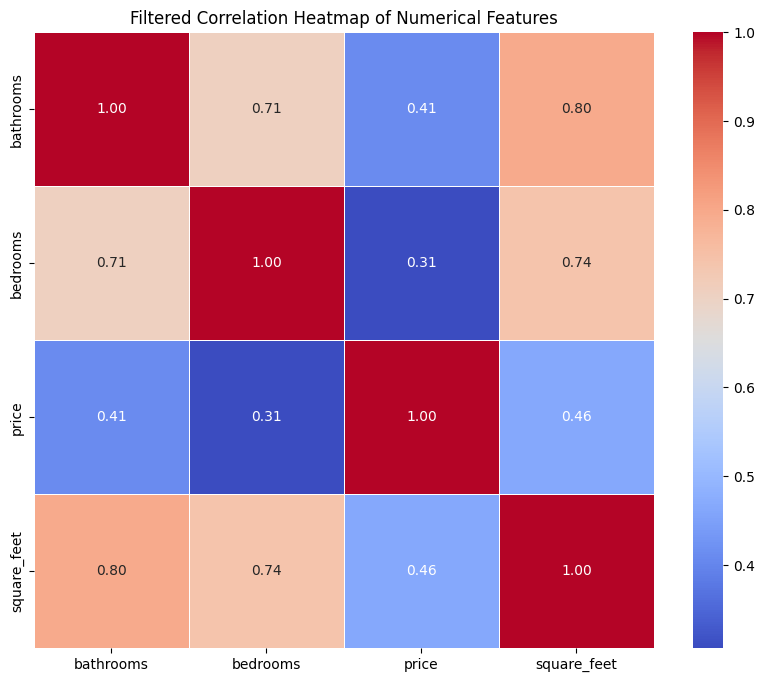 Filtered Correlation Heatmap of Numerical Features
bathrooms
1.00
0.71
0.41
0.80
bedrooms
0.71
1.00
0.31
0.74
price
0.41
0.31
1.00
0.46
square_feet
0.80
0.74
0.46
1.00
bathrooms
bedrooms
price
square_feet
1.0
0.9
0.8
0.7
0.6
0.5
0.4